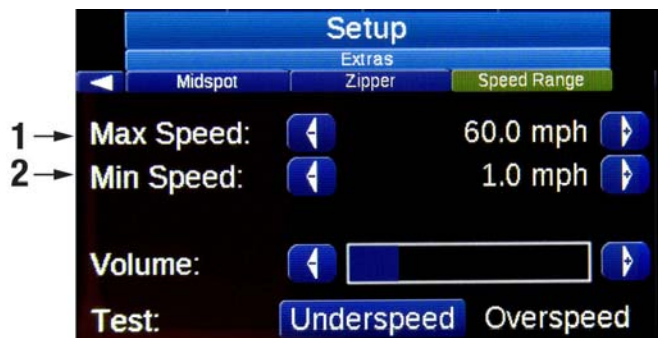 Setup
Extras
Midspot Zipper Speed Range
1 Max Speed: - 60.0 mph +
2 Min Speed: - 1.0 mph +
Volume: - +
Test: Underspeed Overspeed